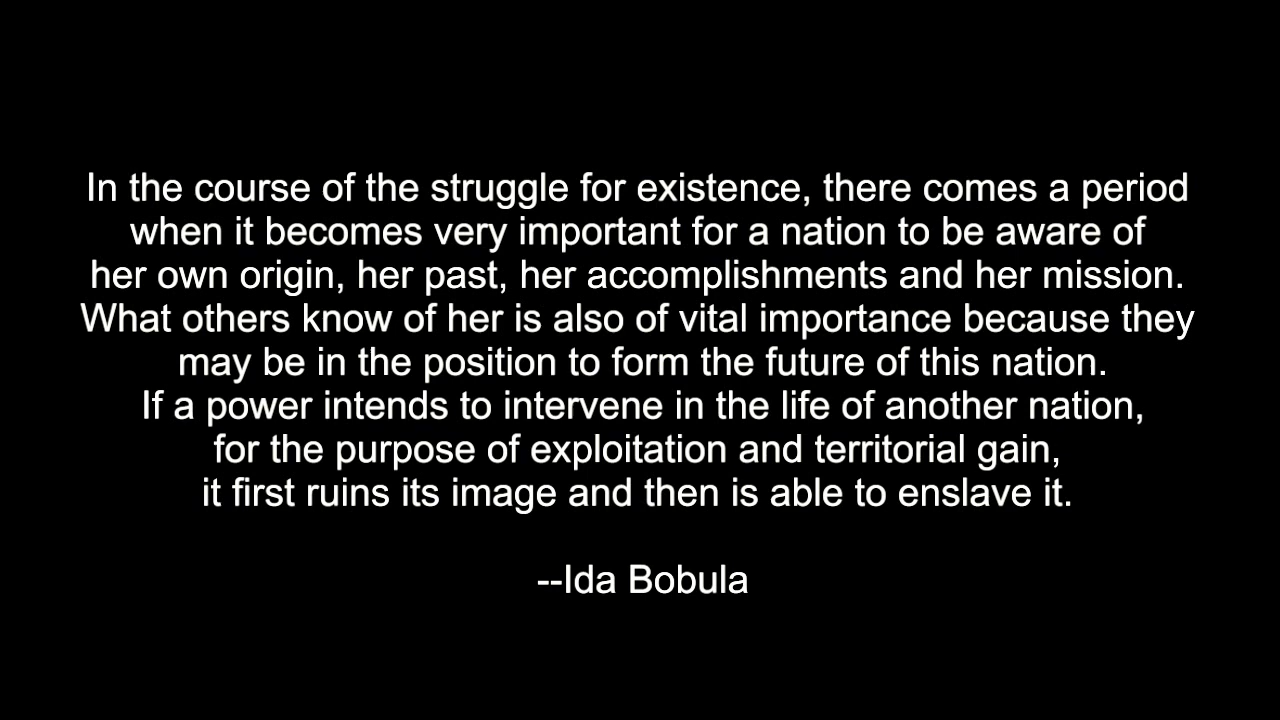 In the course of the struggle for existence, there comes a period
when it becomes very important for a nation to be aware of
her own origin, her past, her accomplishments and her mission.
What others know of her is also of vital importance because they
may be in the position to form the future of this nation.
If a power intends to intervene in the life of another nation,
for the purpose of exploitation and territorial gain,
it first ruins its image and then is able to enslave it.
--Ida Bobula